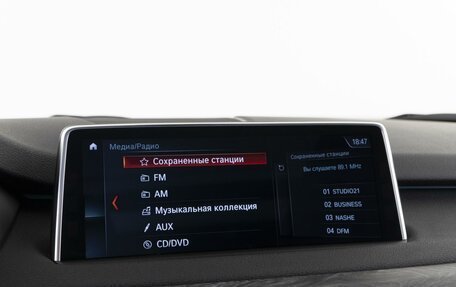 Медиа/Радио
18:47
Сохраненные станции
FM
AM
Музыкальная коллекция
AUX
CD/DVD
Сохраненные станции
Вы слушаете 89.1 MHz
01 STUDIO21
02 BUSINESS
03 NASHE
04 DFM